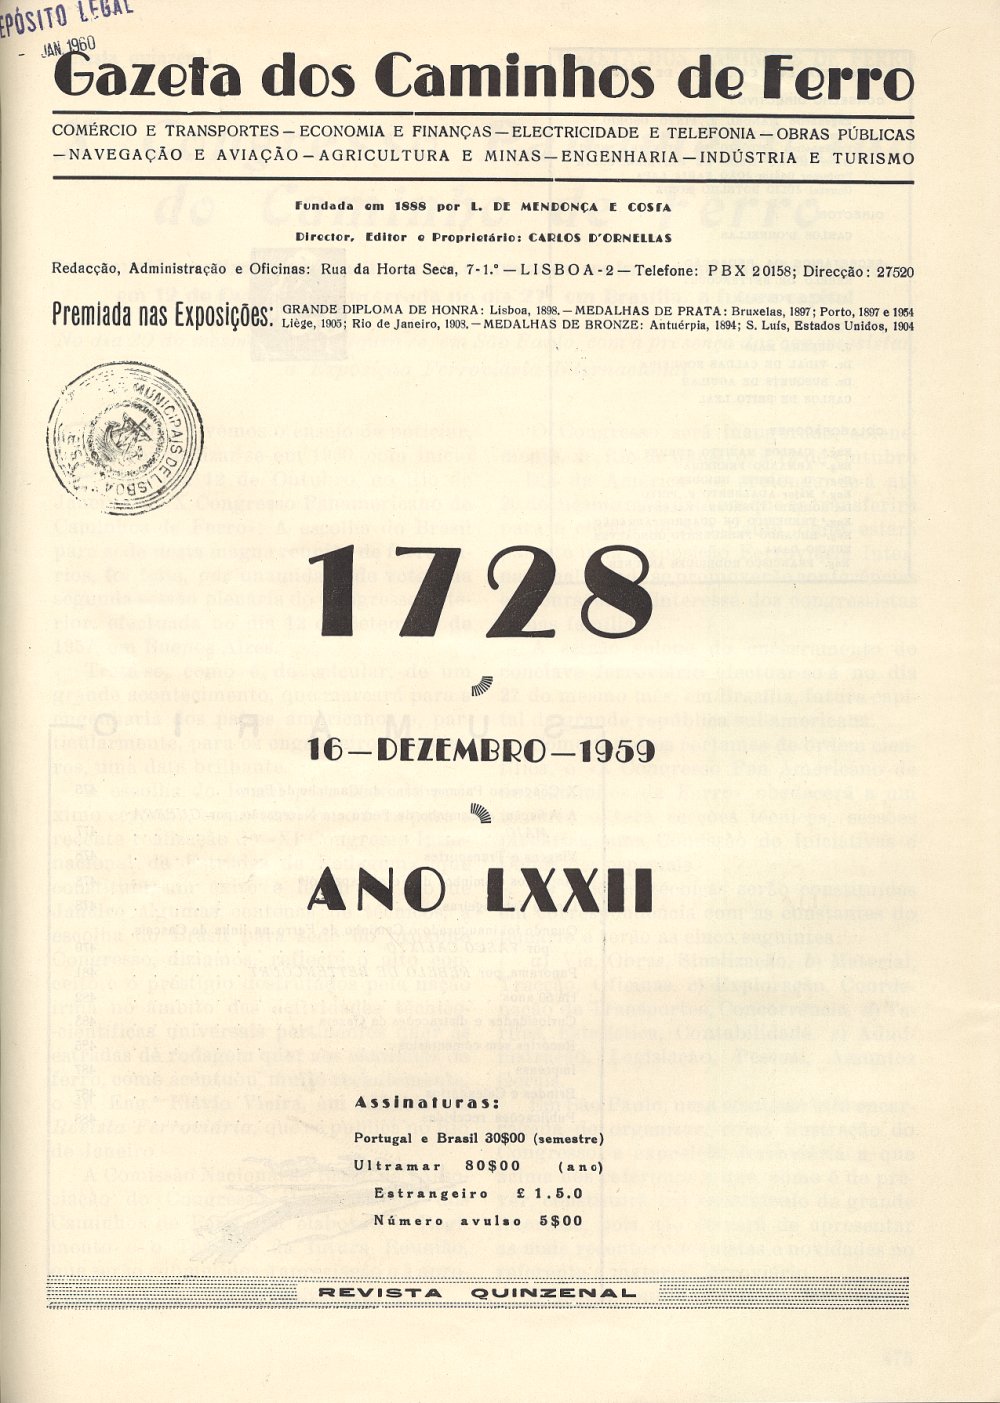 EPÓSITO LEGAL
- JAN. 1960
Gazeta dos Caminhos de Ferro
COMÉRCIO E TRANSPORTES — ECONOMIA E FINANÇAS — ELECTRICIDADE E TELEFONIA — OBRAS PÚBLICAS
— NAVEGAÇÃO E AVIAÇÃO — AGRICULTURA E MINAS — ENGENHARIA — INDÚSTRIA E TURISMO
Fundada em 1888 por L. DE MENDONÇA E COSTA
Director, Editor e Proprietário: CARLOS D'ORNELLAS
Redacção, Administração e Oficinas: Rua da Horta Seca, 7-1.º — LISBOA-2 — Telefone: PBX 20158; Direcção: 27520
Premiada nas Exposições: GRANDE DIPLOMA DE HONRA: Lisboa, 1898. — MEDALHAS DE PRATA: Bruxelas, 1897; Porto, 1897 e 1954
Liège, 1905; Rio de Janeiro, 1908. — MEDALHAS DE BRONZE: Antuérpia, 1894; S. Luís, Estados Unidos, 1904
MUNICIPAIS DE LISBOA
1728
16 — DEZEMBRO — 1959
ANO LXXII
Assinaturas:
Portugal e Brasil 30$00 (semestre)
Ultramar 80$00 (ano)
Estrangeiro £ 1.5.0
Número avulso 5$00
REVISTA QUINZENAL